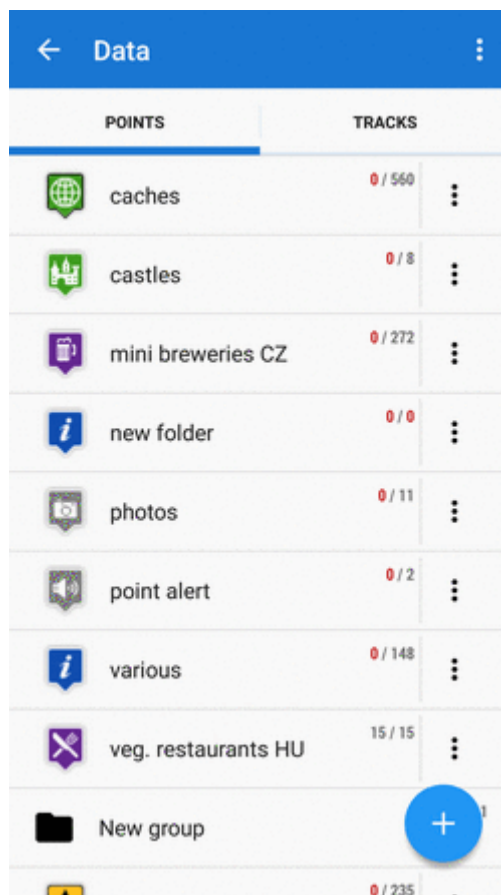 Data
POINTS TRACKS
caches 0 / 560
castles 0 / 8
mini breweries CZ 0 / 272
new folder 0 / 0
photos 0 / 11
point alert 0 / 2
various 0 / 148
veg. restaurants HU 15 / 15
New group 1
0 / 235